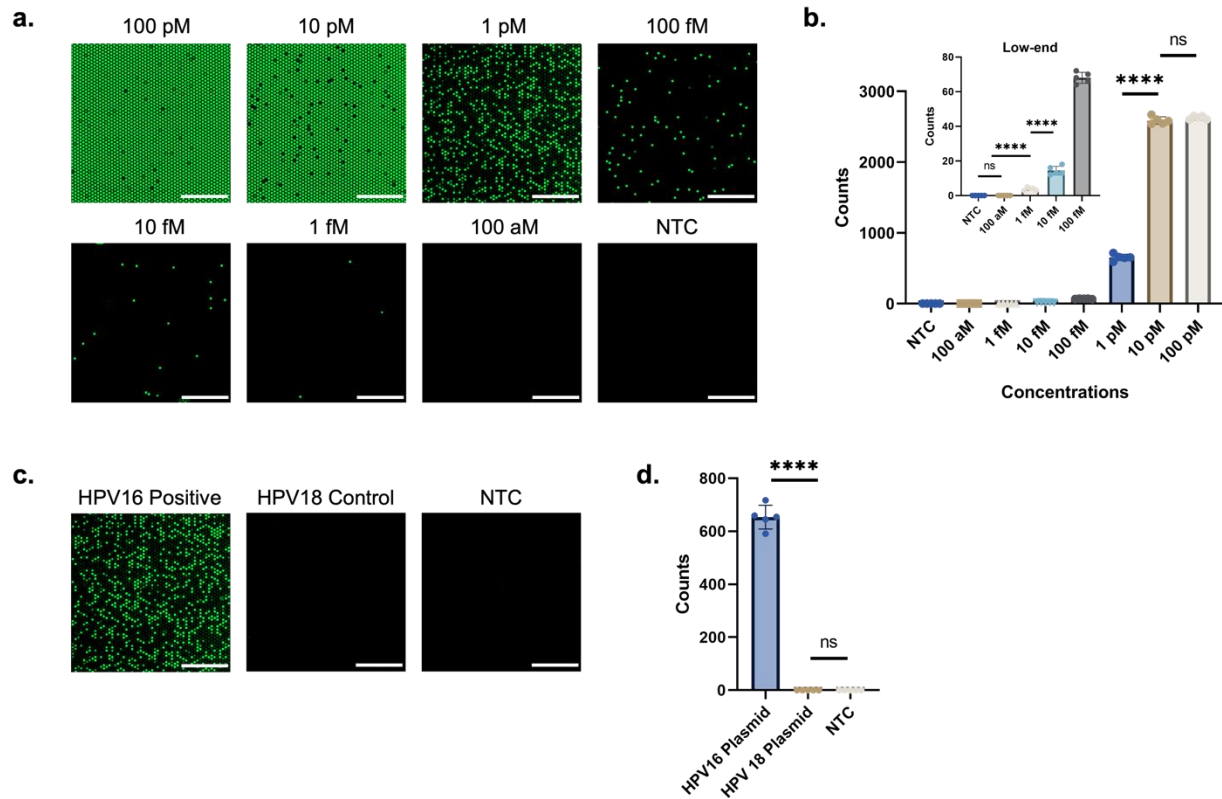 a.
100 pM
10 pM
1 pM
100 fM
10 fM
1 fM
100 aM
NTC
b.
Low-end
Counts
80
60
40
20
0
ns
****
****
NTC
100 aM
1 fM
10 fM
100 fM
ns
****
Counts
3000
2000
1000
0
NTC
100 aM
1 fM
10 fM
100 fM
1 pM
10 pM
100 pM
Concentrations
c.
HPV16 Positive
HPV18 Control
NTC
d.
****
ns
Counts
800
600
400
200
0
HPV16 Plasmid
HPV 18 Plasmid
NTC